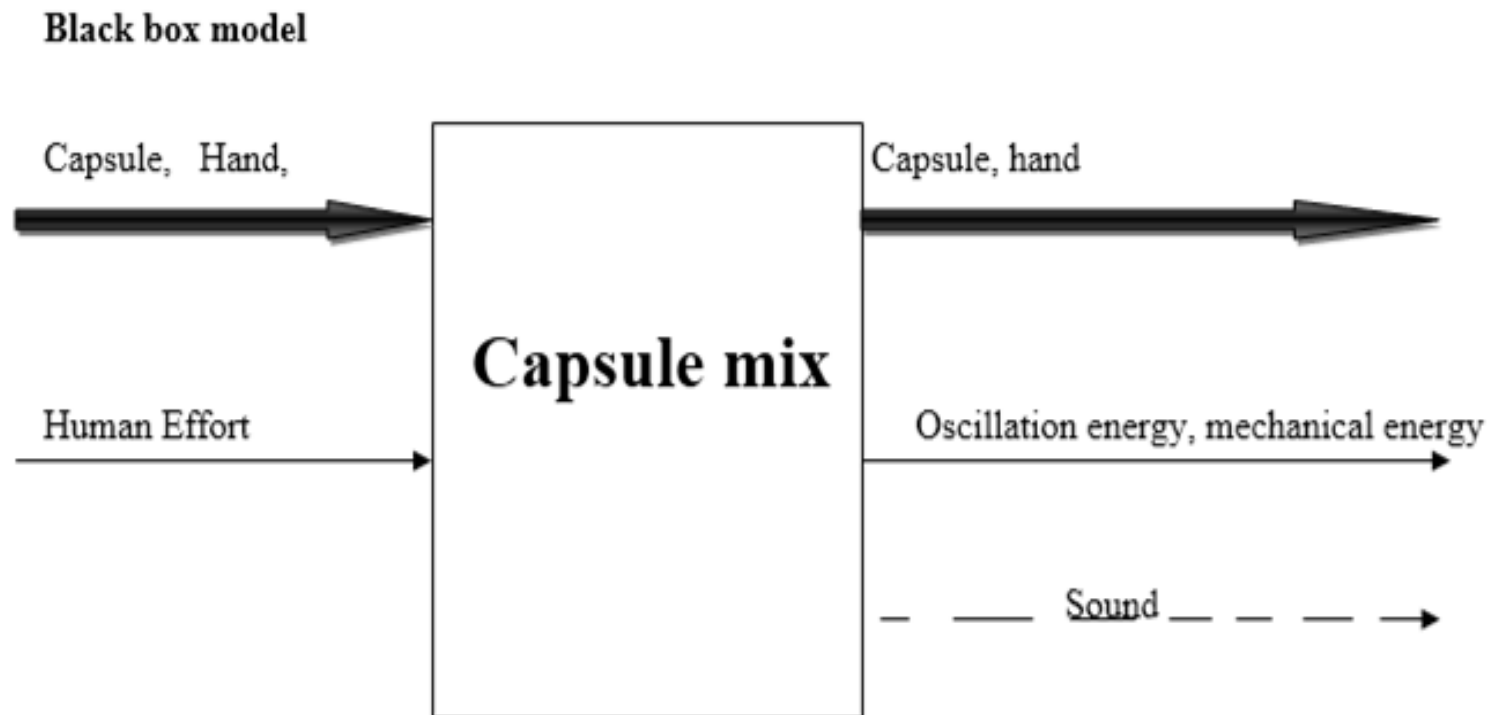 Black box model
Capsule, Hand,
Capsule, hand
Capsule mix
Human Effort
Oscillation energy, mechanical energy
Sound